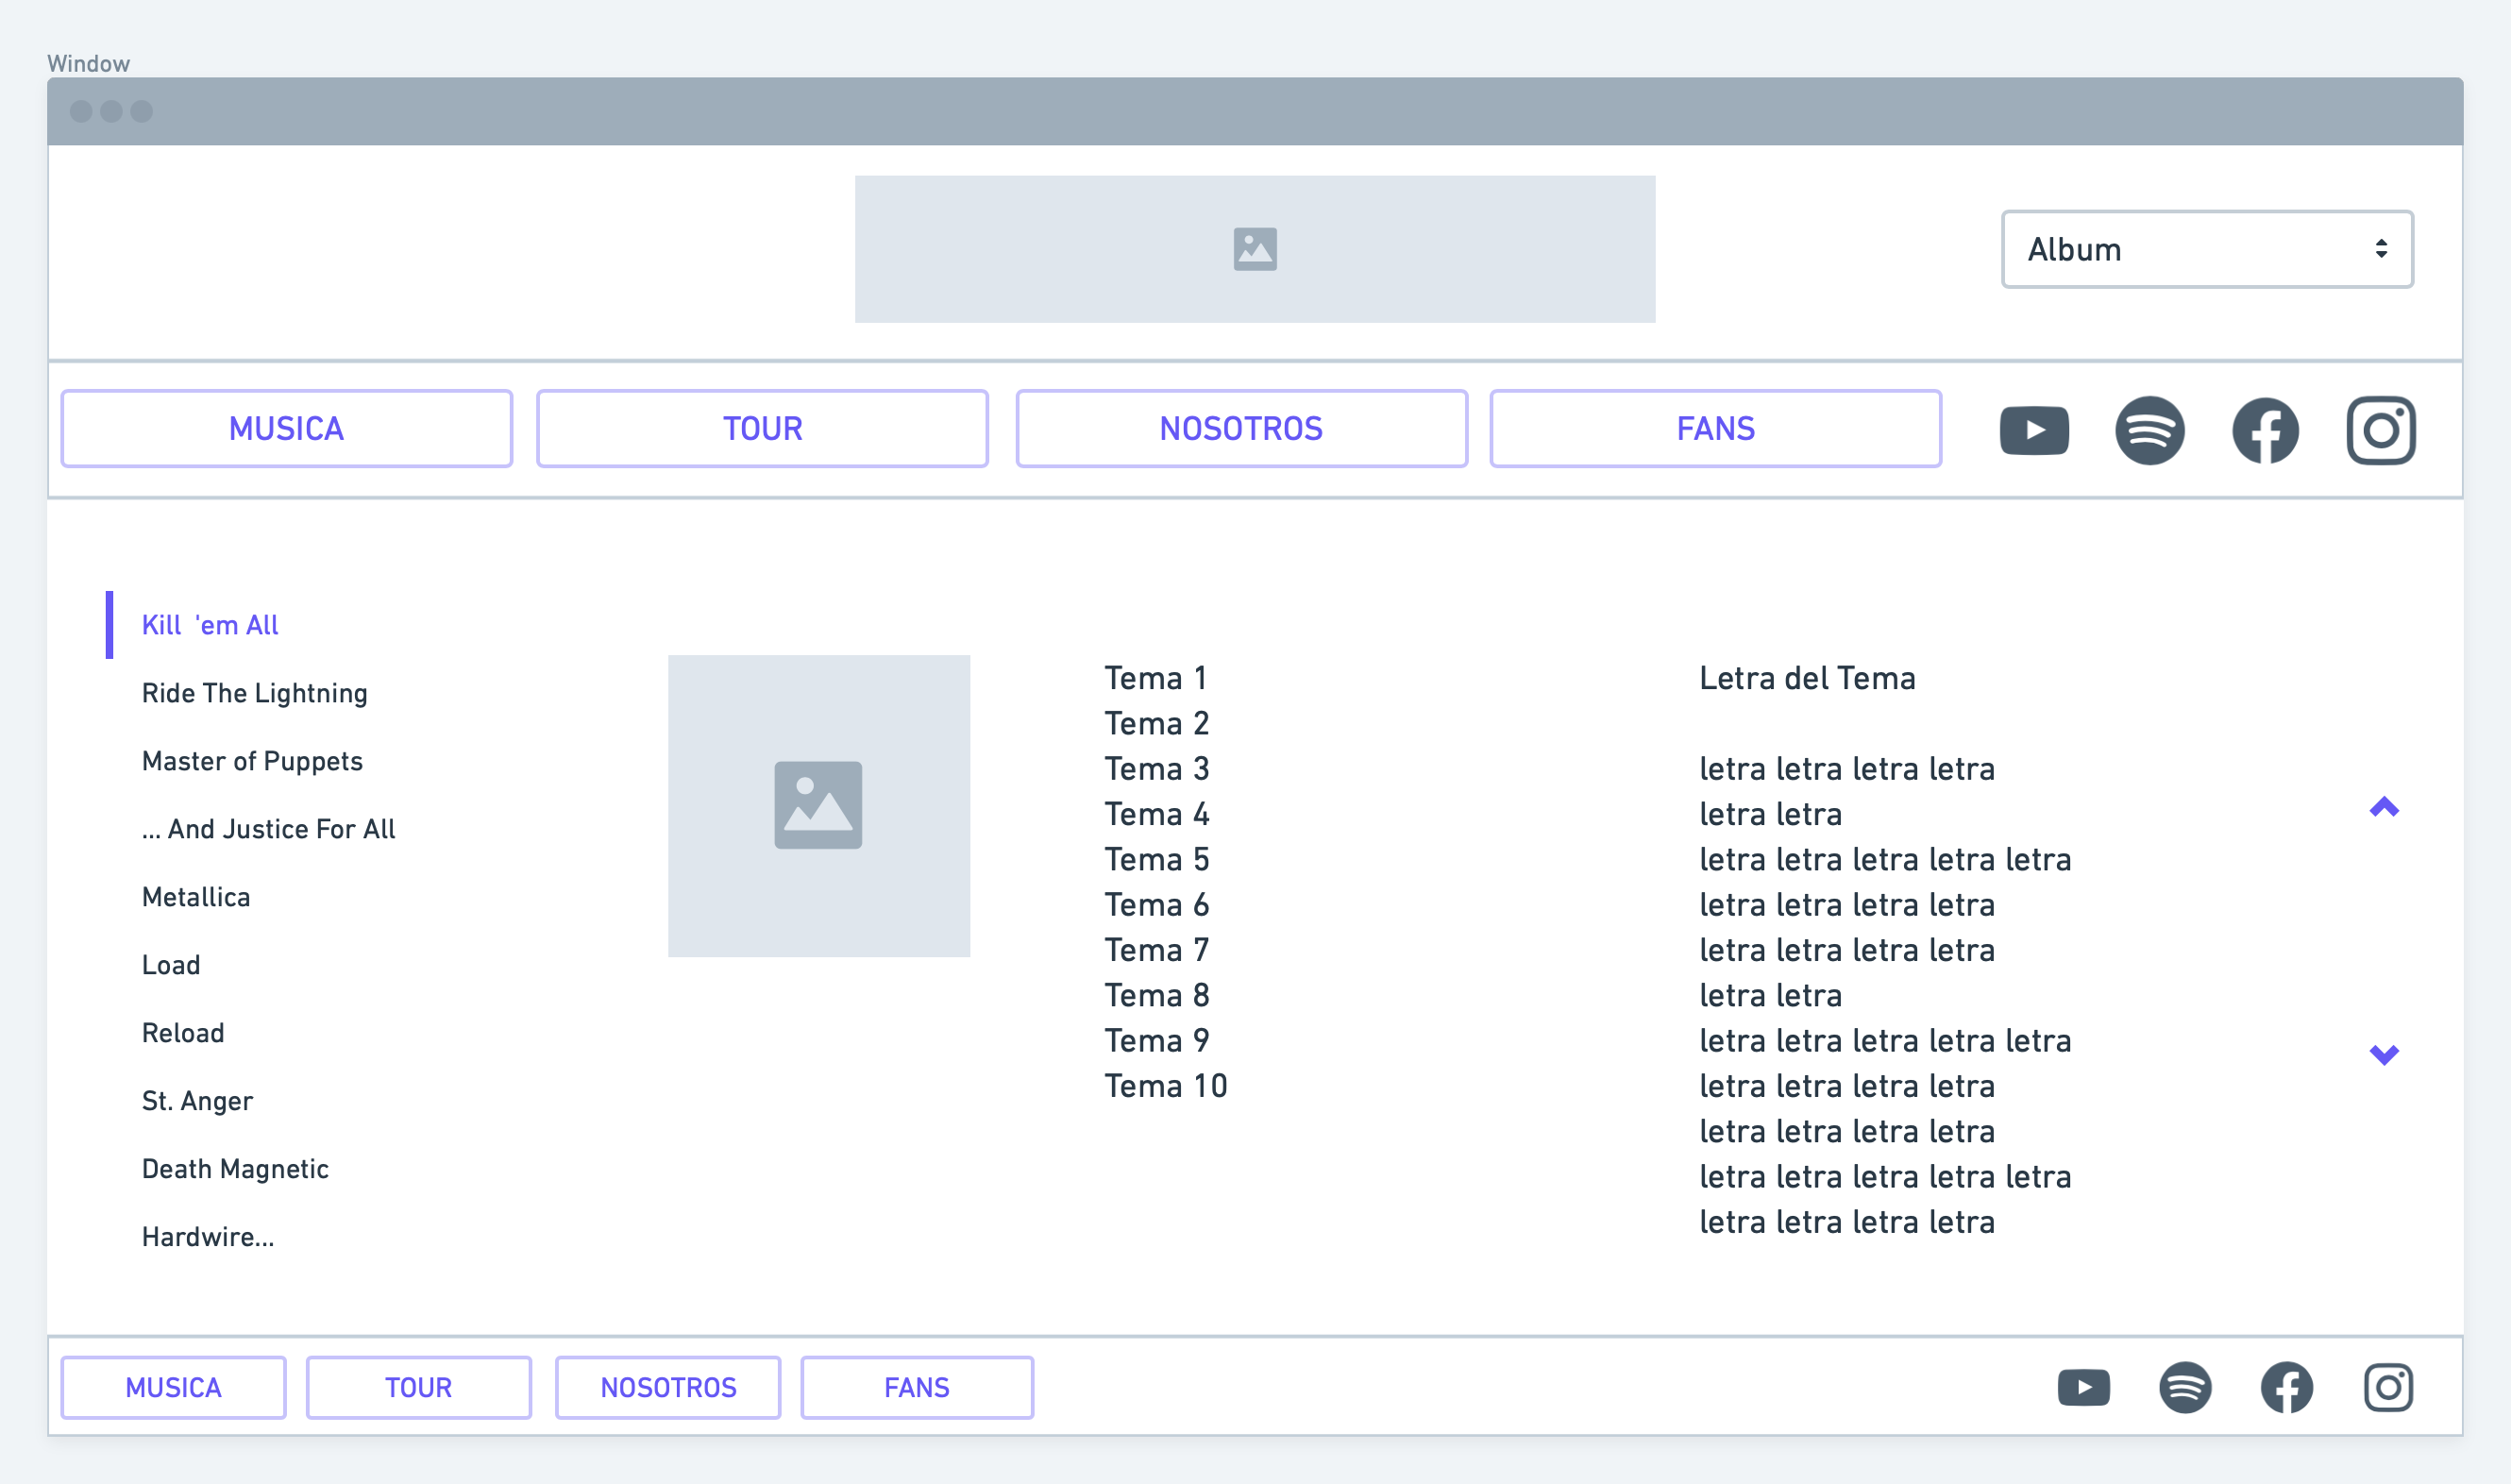 Window
Album
MUSICA
TOUR
NOSOTROS
FANS
Kill 'em All
Ride The Lightning
Master of Puppets
... And Justice For All
Metallica
Load
Reload
St. Anger
Death Magnetic
Hardwire...
Tema 1
Tema 2
Tema 3
Tema 4
Tema 5
Tema 6
Tema 7
Tema 8
Tema 9
Tema 10
Letra del Tema
letra letra letra letra
letra letra
letra letra letra letra letra
letra letra letra letra
letra letra letra letra
letra letra
letra letra letra letra letra
letra letra letra letra
letra letra letra letra
letra letra letra letra letra
letra letra letra letra
MUSICA
TOUR
NOSOTROS
FANS